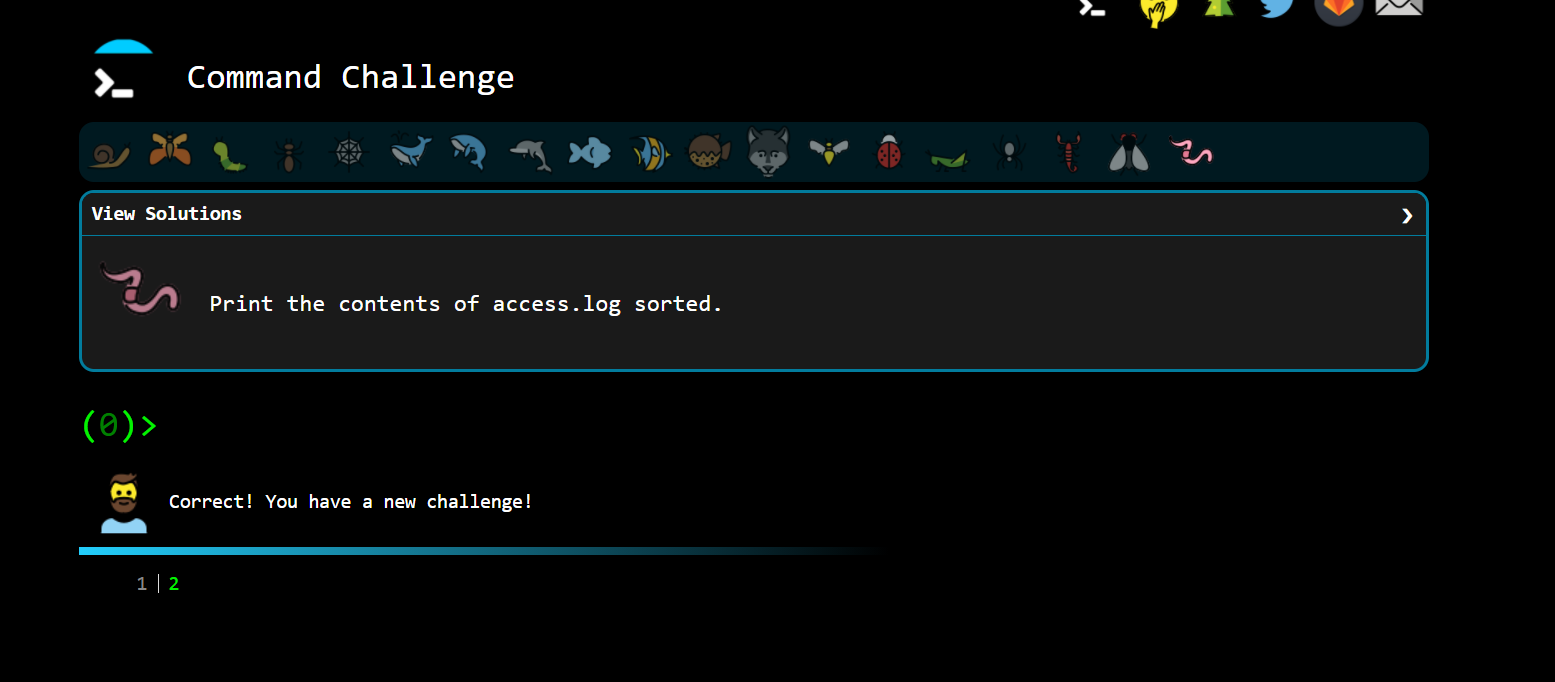 Command Challenge
View Solutions
Print the contents of access.log sorted.
(0)>
Correct! You have a new challenge!
1 | 2